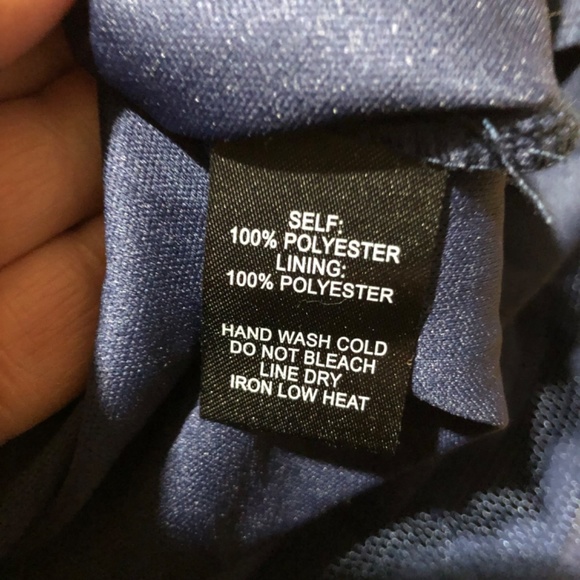 SELF:
100% POLYESTER
LINING:
100% POLYESTER
HAND WASH COLD
DO NOT BLEACH
LINE DRY
IRON LOW HEAT